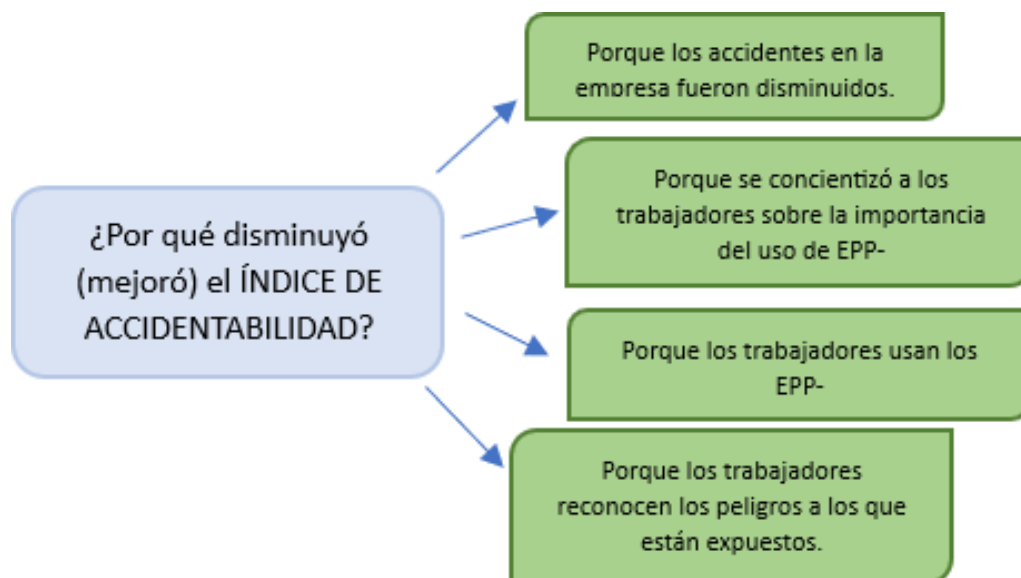 Porque los accidentes en la
empresa fueron disminuidos.
Porque se concientizó a los
trabajadores sobre la importancia
del uso de EPP-
¿Por qué disminuyó
(mejoró) el ÍNDICE DE
ACCIDENTABILIDAD?
Porque los trabajadores usan los
EPP-
Porque los trabajadores
reconocen los peligros a los que
están expuestos.